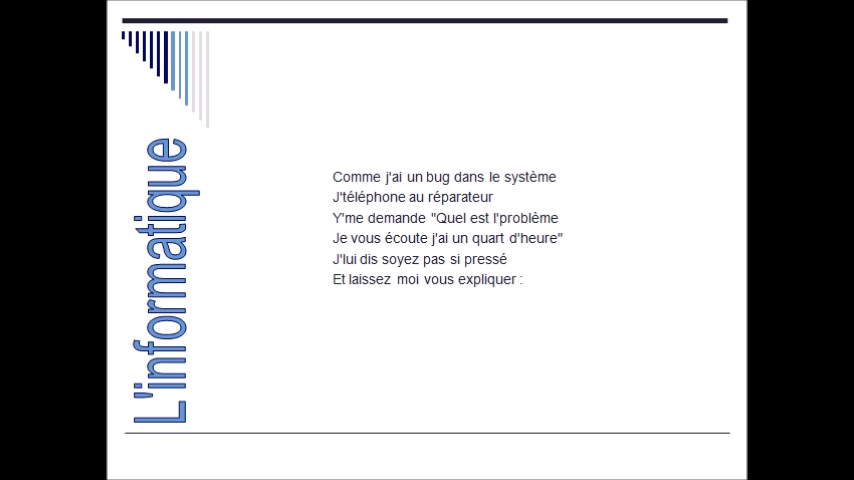 L'informatique
Comme j'ai un bug dans le système
J'téléphone au réparateur
Y'me demande "Quel est l'problème
Je vous écoute j'ai un quart d'heure"
J'lui dis soyez pas si pressé
Et laissez moi vous expliquer :